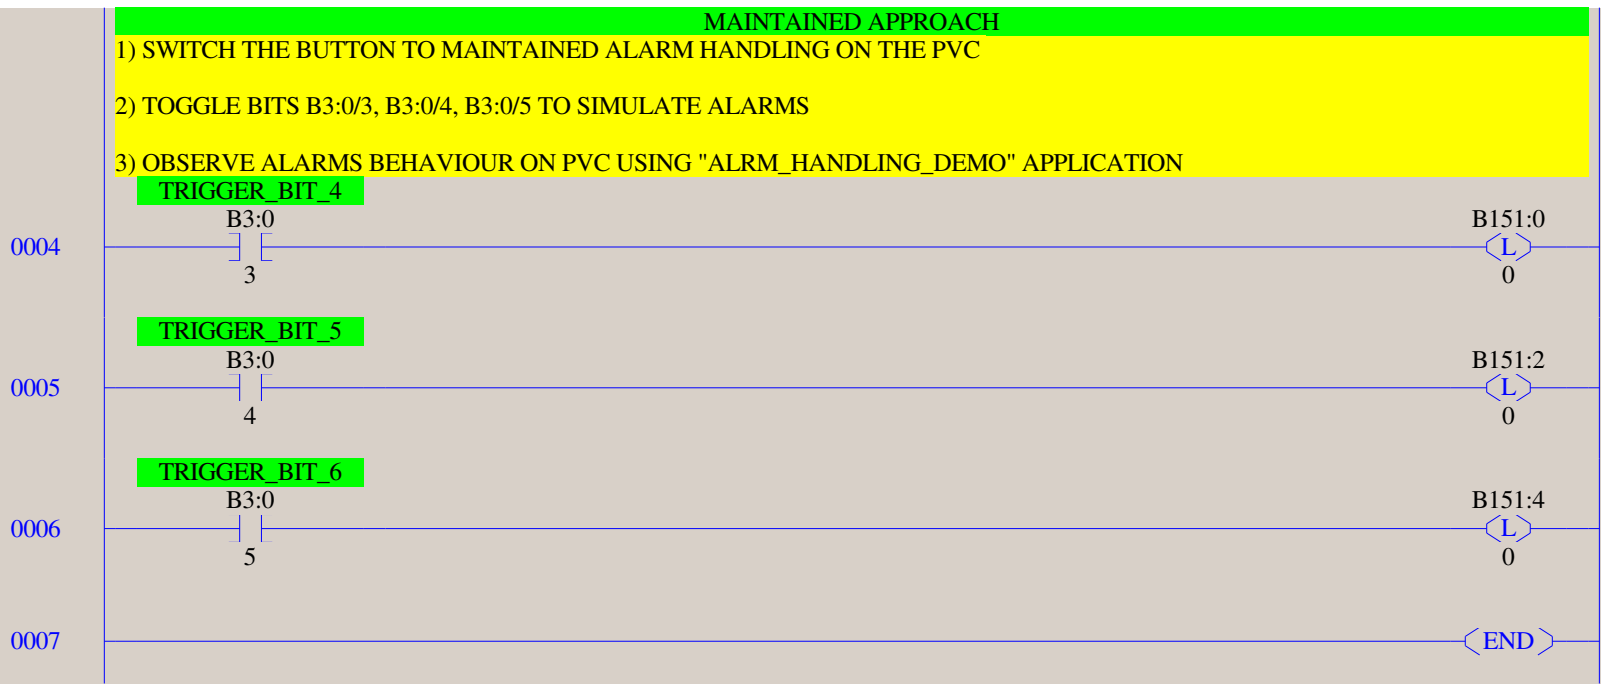 MAINTAINED APPROACH
1) SWITCH THE BUTTON TO MAINTAINED ALARM HANDLING ON THE PVC
2) TOGGLE BITS B3:0/3, B3:0/4, B3:0/5 TO SIMULATE ALARMS
3) OBSERVE ALARMS BEHAVIOUR ON PVC USING "ALRM_HANDLING_DEMO" APPLICATION
TRIGGER_BIT_4
B3:0 B151:0
0004 L
3 0
TRIGGER_BIT_5
B3:0 B151:2
0005 L
4 0
TRIGGER_BIT_6
B3:0 B151:4
0006 L
5 0
0007 END